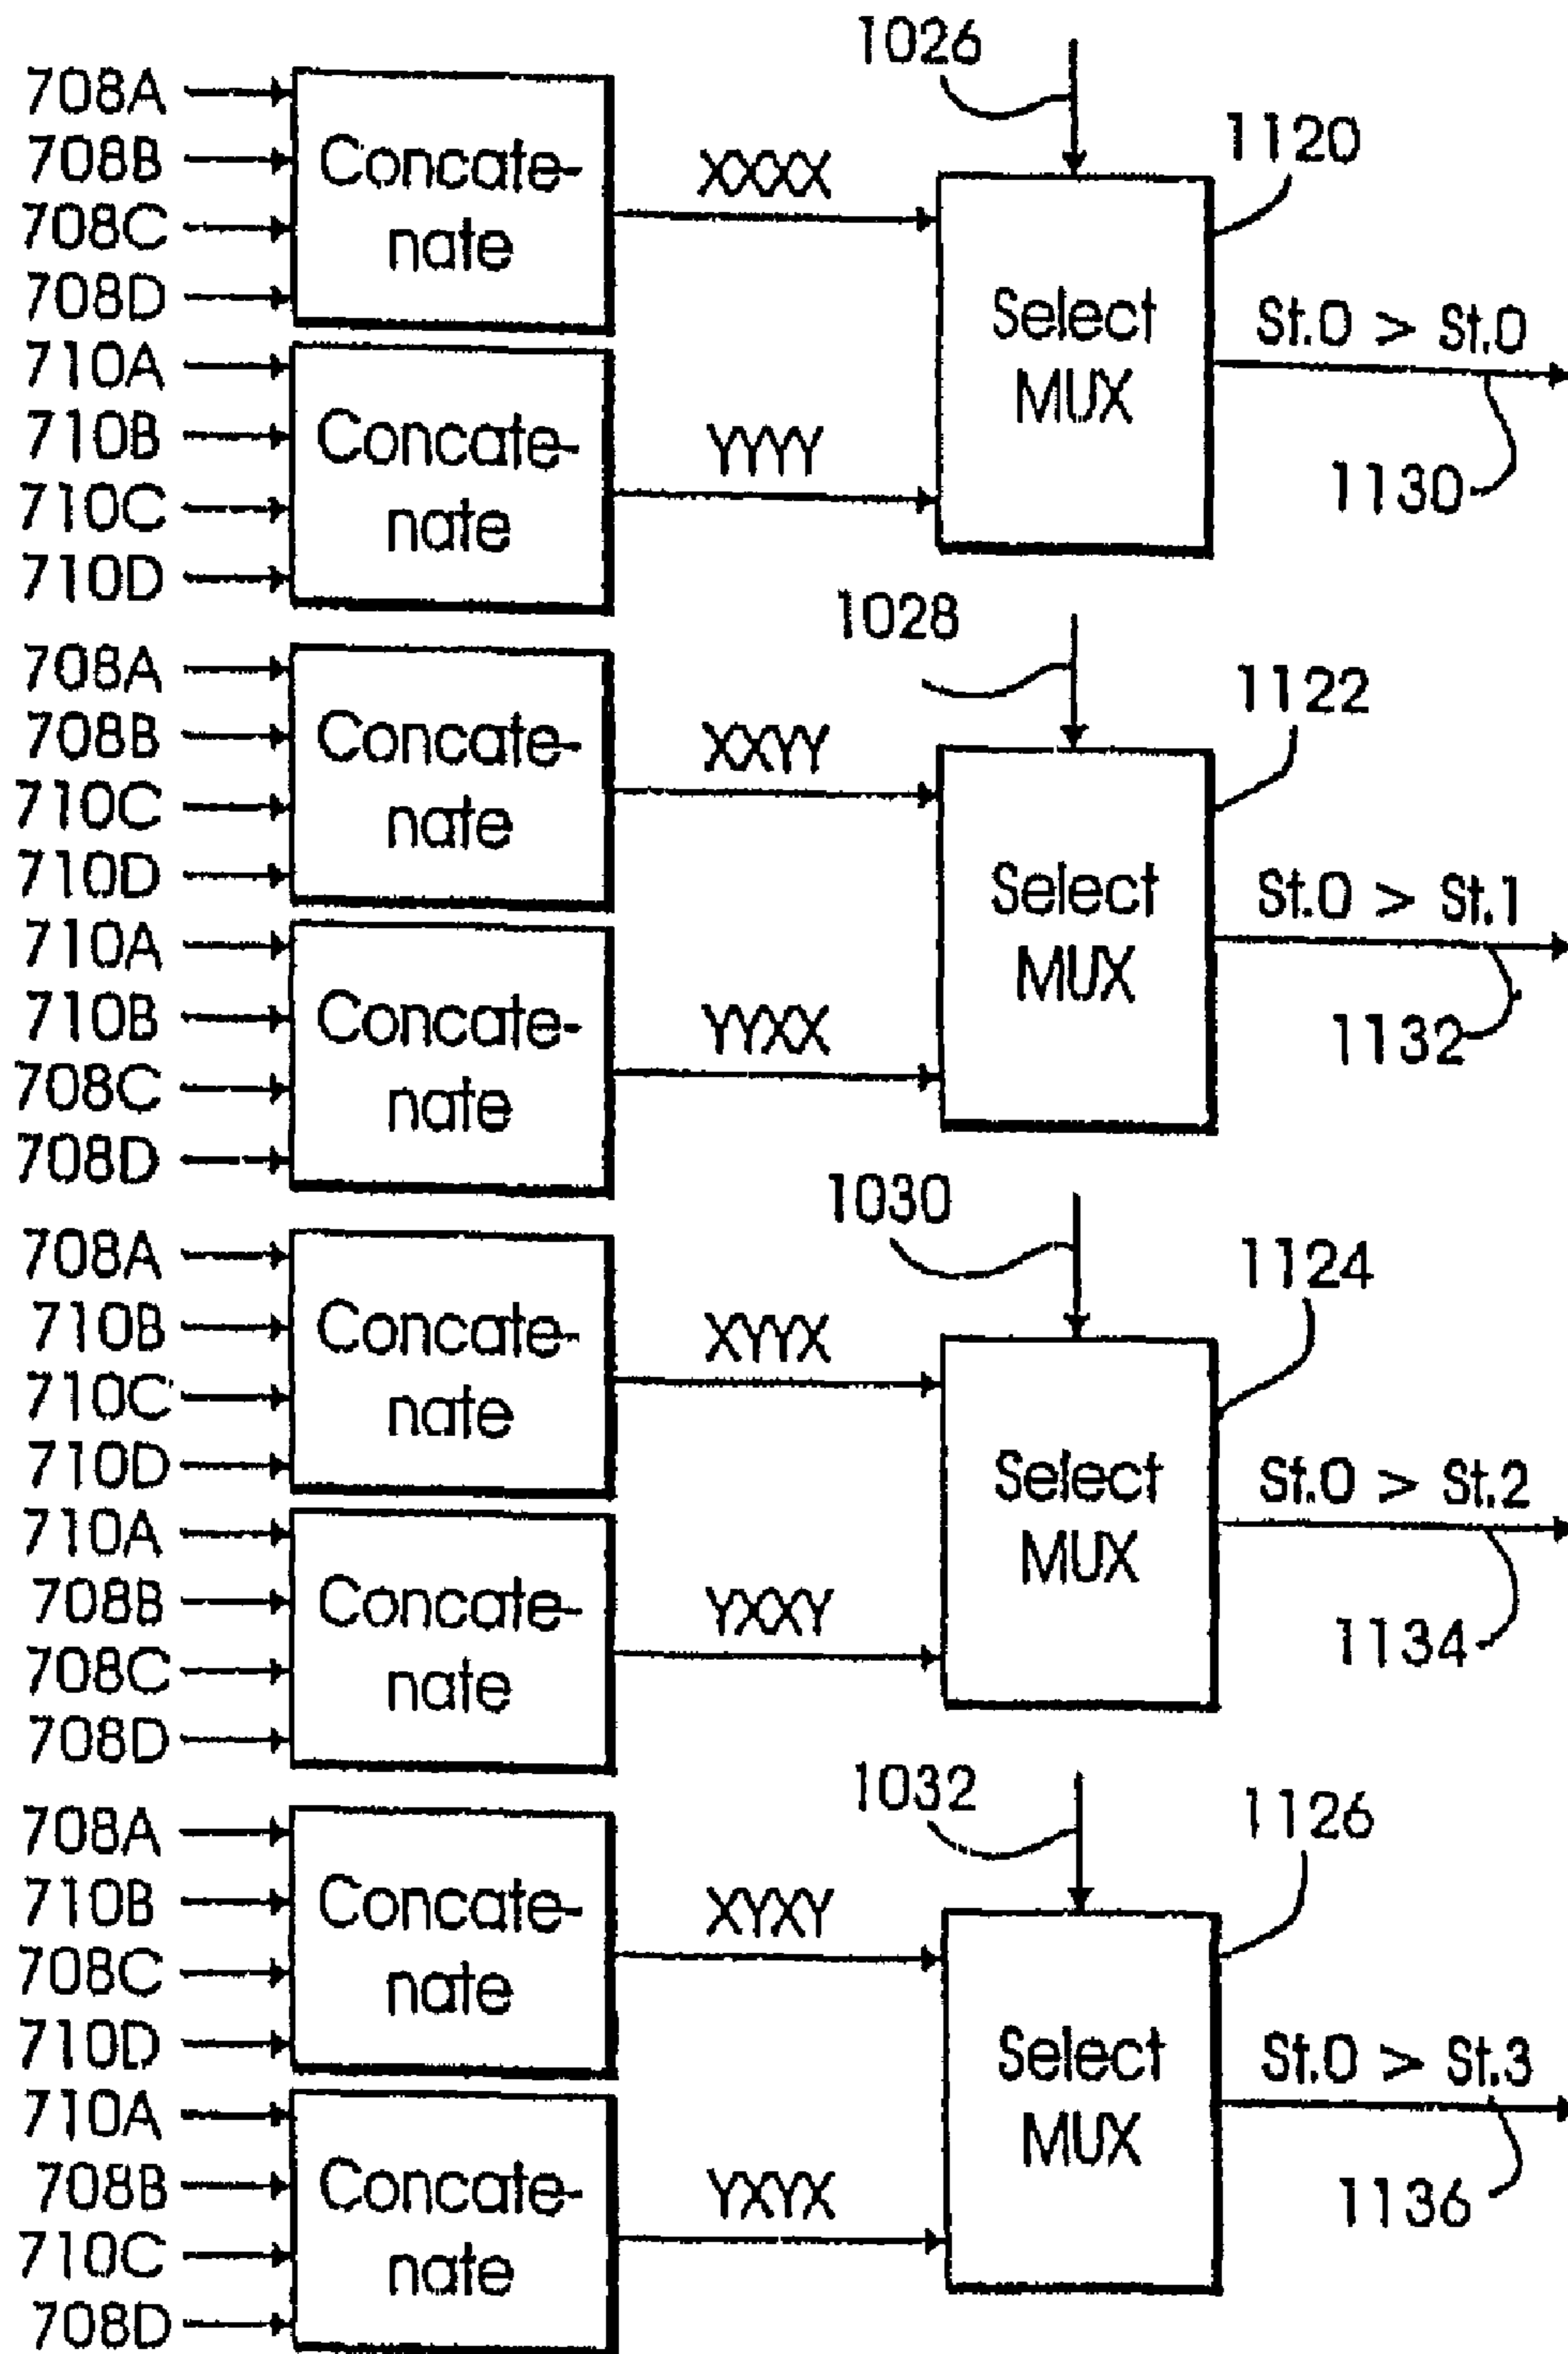 1026
708A
708B
708C
708D
Concate-
nate
XXXX
1120
710A
710B
710C
710D
Concate-
nate
YYYY
Select
MUX
St.0 > St.0
1130
1028
708A
708B
710C
710D
Concate-
nate
XXYY
1122
710A
710B
708C
708D
Concate-
nate
YYXX
Select
MUX
St.0 > St.1
1132
1030
708A
710B
710C
710D
Concate-
nate
XYYX
1124
710A
708B
708C
708D
Concate-
nate
YXXY
Select
MUX
St.0 > St.2
1134
1032
708A
710B
708C
710D
Concate-
nate
XYXY
1126
710A
708B
710C
708D
Concate-
nate
YXYX
Select
MUX
St.0 > St.3
1136